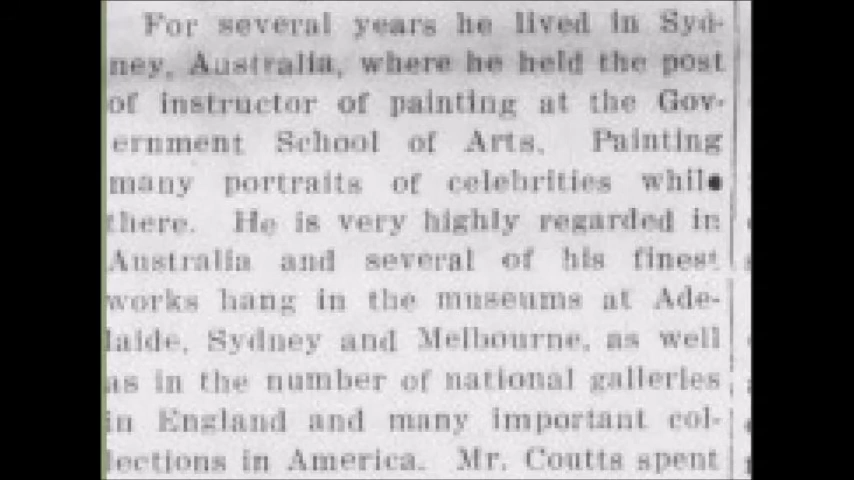 For several years he lived in Syd-
ney, Australia, where he held the post
of instructor of painting at the Gov-
ernment School of Arts. Painting
many portraits of celebrities while
there. He is very highly regarded in
Australia and several of his finest
works hang in the museums at Ade-
laide, Sydney and Melbourne, as well
as in the number of national galleries
in England and many important col-
lections in America. Mr. Coutts spent